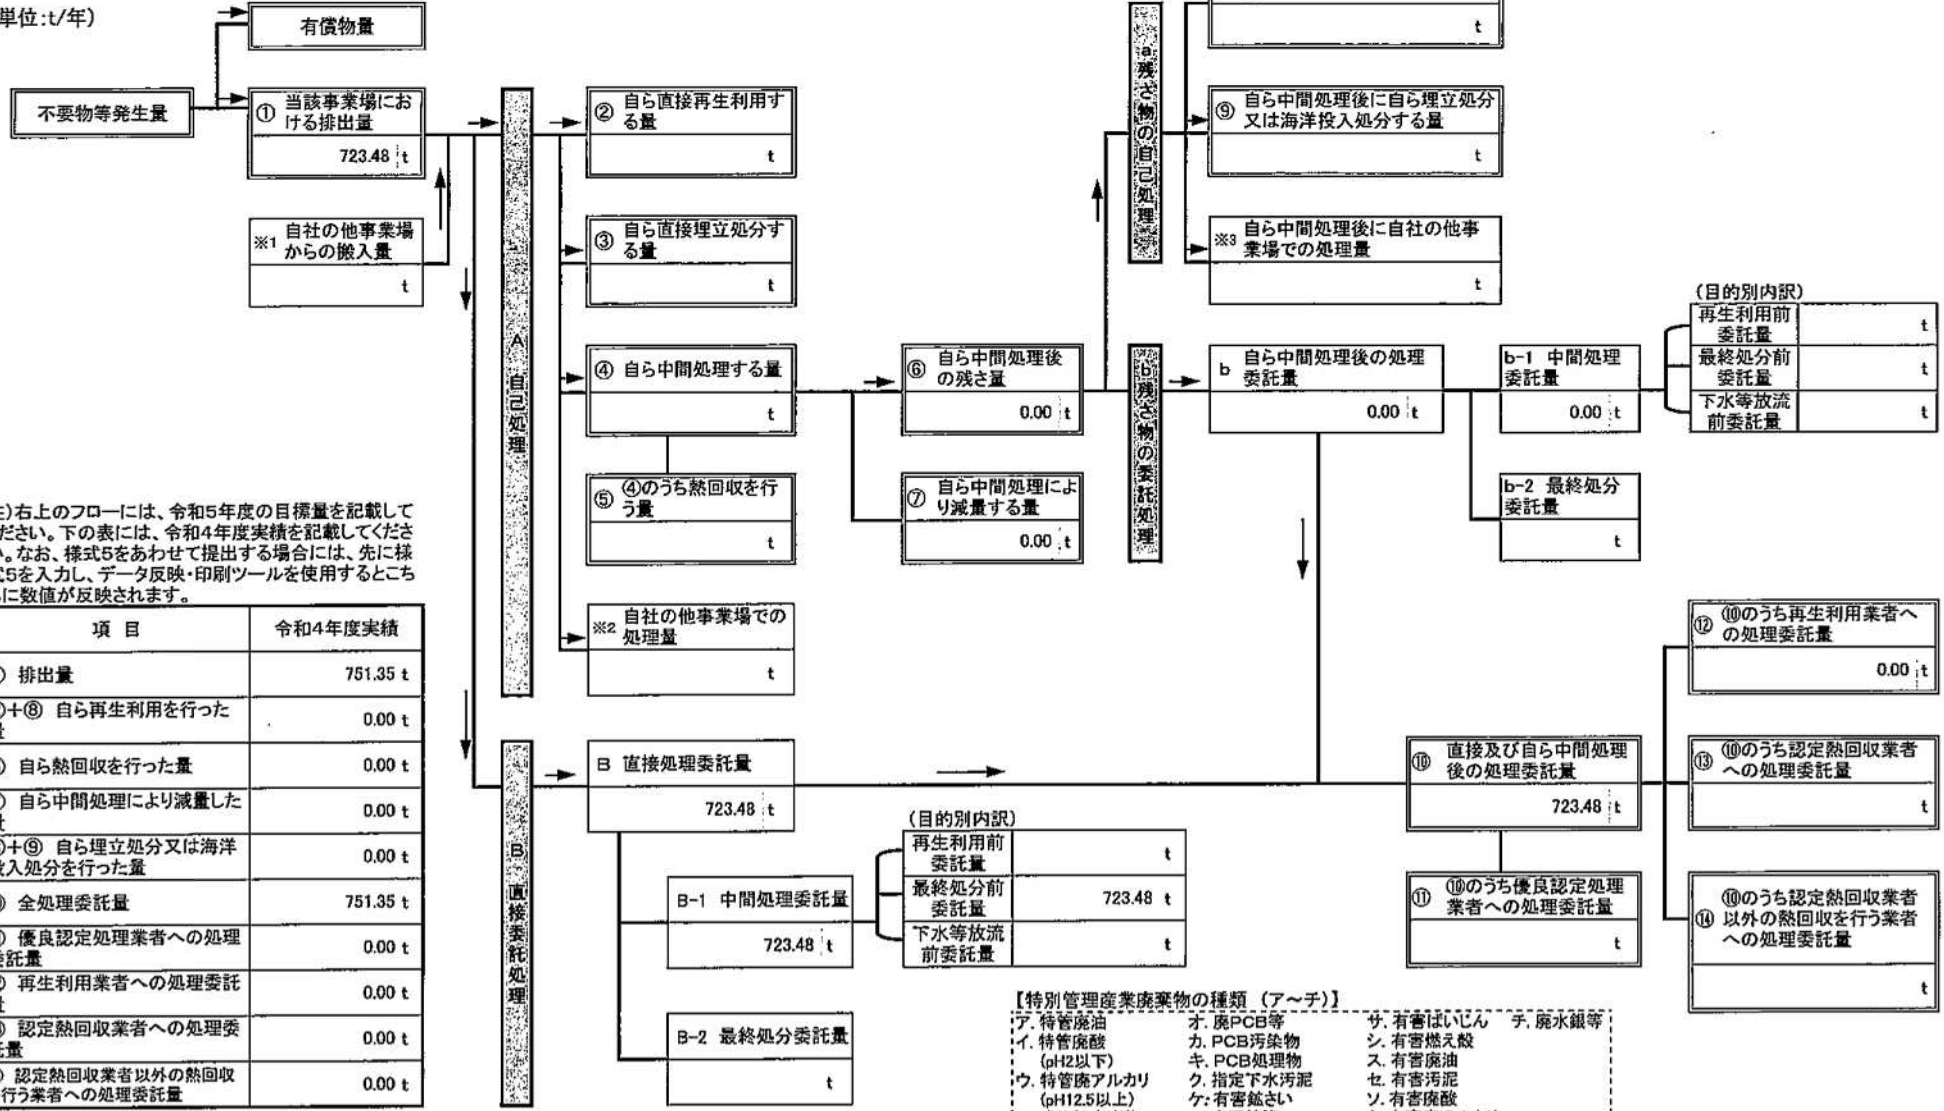 単位:t/年)
有償物量
不要物等発生量
① 当該事業場にお
ける排出量
723.48 t
※1 自社の他事業場
からの搬入量
t
A 自己処理
② 自ら直接再生利用す
る量
t
③ 自ら直接埋立処分す
る量
t
④ 自ら中間処理する量
t
⑤ ④のうち熱回収を行
う量
t
※2 自社の他事業場での
処理量
t
⑥ 自ら中間処理後
の残さ量
0.00 t
⑦ 自ら中間処理によ
り減量する量
0.00 t
a 残さ物の自己処理
t
⑨ 自ら中間処理後に自ら埋立処分
又は海洋投入処分する量
t
※3 自ら中間処理後に自社の他事
業場での処理量
t
b 残さ物の委託処理
b 自ら中間処理後の処理
委託量
0.00 t
b-1 中間処理
委託量
0.00 t
(目的別内訳)
再生利用前
委託量
t
最終処分前
委託量
t
下水等放流
前委託量
t
b-2 最終処分
委託量
t
)右上のフローには、令和5年度の目標量を記載して
ださい。下の表には、令和4年度実績を記載してくださ
。なお、様式5をあわせて提出する場合には、先に様
5を入力し、データ反映・印刷ツールを使用するとこち
に数値が反映されます。
項 目 令和4年度実績
) 排出量 751.35 t
)+⑧ 自ら再生利用を行った
0.00 t
) 自ら熱回収を行った量 0.00 t
) 自ら中間処理により減量した
0.00 t
)+⑨ 自ら埋立処分又は海洋
投入処分を行った量 0.00 t
) 全処理委託量 751.35 t
) 優良認定処理業者への処理
委託量 0.00 t
) 再生利用業者への処理委託
0.00 t
) 認定熱回収業者への処理委
託量 0.00 t
) 認定熱回収業者以外の熱回収
行う業者への処理委託量 0.00 t
B 直接委託処理
B 直接処理委託量
723.48 t
B-1 中間処理委託量
723.48 t
(目的別内訳)
再生利用前
委託量
t
最終処分前
委託量
723.48 t
下水等放流
前委託量
t
B-2 最終処分委託量
t
⑩ 直接及び自ら中間処理
後の処理委託量
723.48 t
⑪ ⑩のうち優良認定処理
業者への処理委託量
t
⑫ ⑩のうち再生利用業者へ
の処理委託量
0.00 t
⑬ ⑩のうち認定熱回収業者
への処理委託量
t
⑭ ⑩のうち認定熱回収業者
以外の熱回収を行う業者
への処理委託量
t
【特別管理産業廃棄物の種類 (ア~チ)】
ア. 特管廃油 オ. 廃PCB等 サ. 有害ばいじん チ. 廃水銀等
イ. 特管廃酸 カ. PCB汚染物 シ. 有害燃え殻
(pH2以下) キ. PCB処理物 ス. 有害廃油
ウ. 特管廃アルカリ ク. 指定下水汚泥 セ. 有害汚泥
(pH12.5以上) ケ. 有害鉱さい ソ. 有害廃酸